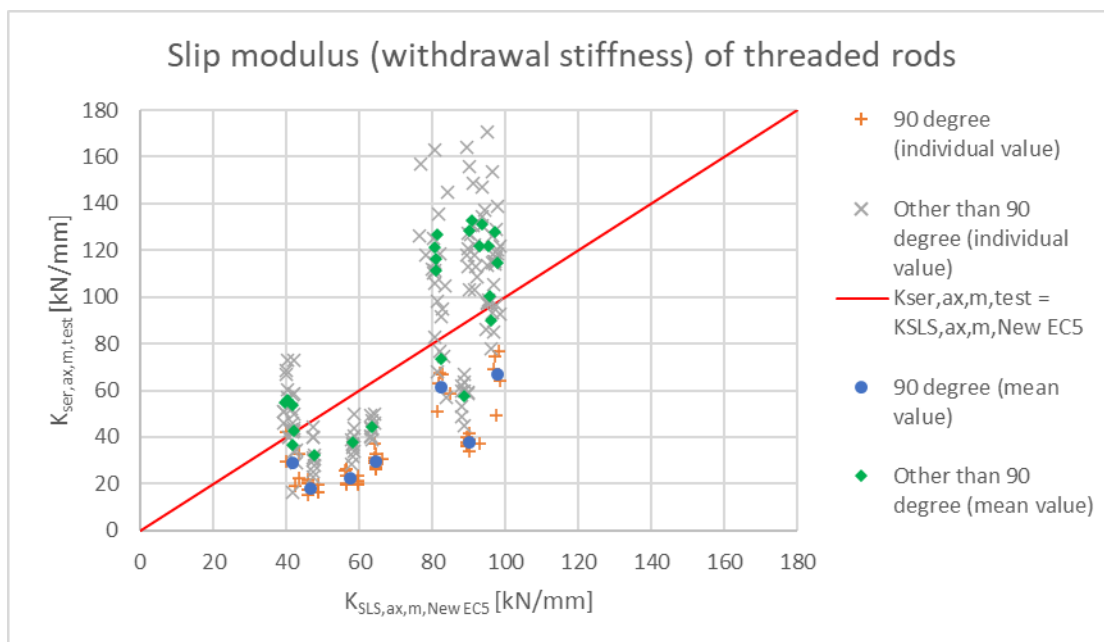 Slip modulus (withdrawal stiffness) of threaded rods
180
160
140
120
100
80
60
40
20
0
K_ser,ax,m,test [kN/mm]
0 20 40 60 80 100 120 140 160 180
K_SLS,ax,m,New EC5 [kN/mm]
90 degree
(individual value)
Other than 90
degree (individual
value)
Kser,ax,m,test =
KSLS,ax,m,New EC5
90 degree (mean
value)
Other than 90
degree (mean value)